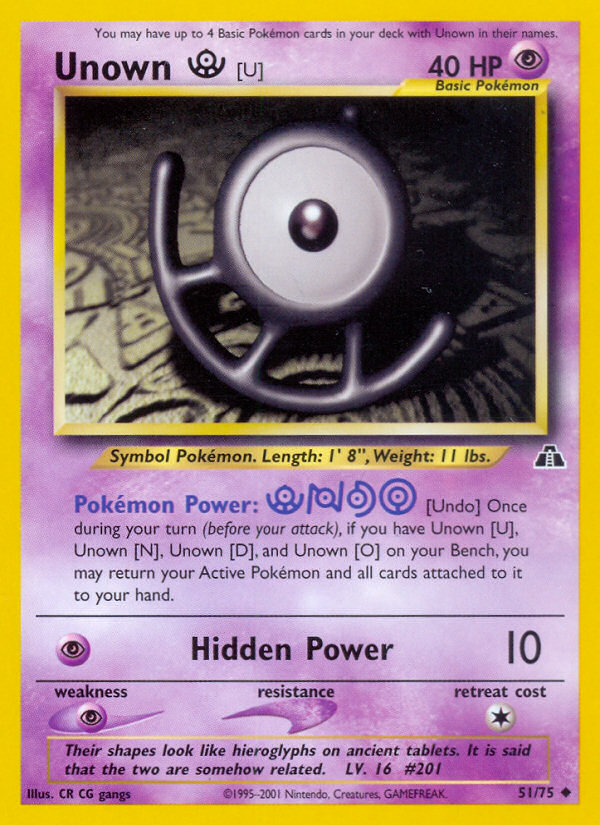 You may have up to 4 Basic Pokémon cards in your deck with Unown in their names.
Unown [U] 40 HP
Basic Pokémon
Symbol Pokémon. Length: 1' 8", Weight: 11 lbs.
Pokémon Power: [Undo] Once
during your turn (before your attack), if you have Unown [U],
Unown [N], Unown [D], and Unown [O] on your Bench, you
may return your Active Pokémon and all cards attached to it
to your hand.
Hidden Power 10
weakness resistance retreat cost
Their shapes look like hieroglyphs on ancient tablets. It is said
that the two are somehow related. LV. 16 #201
Illus. CR CG gangs ©1995–2001 Nintendo, Creatures, GAMEFREAK. 51/75